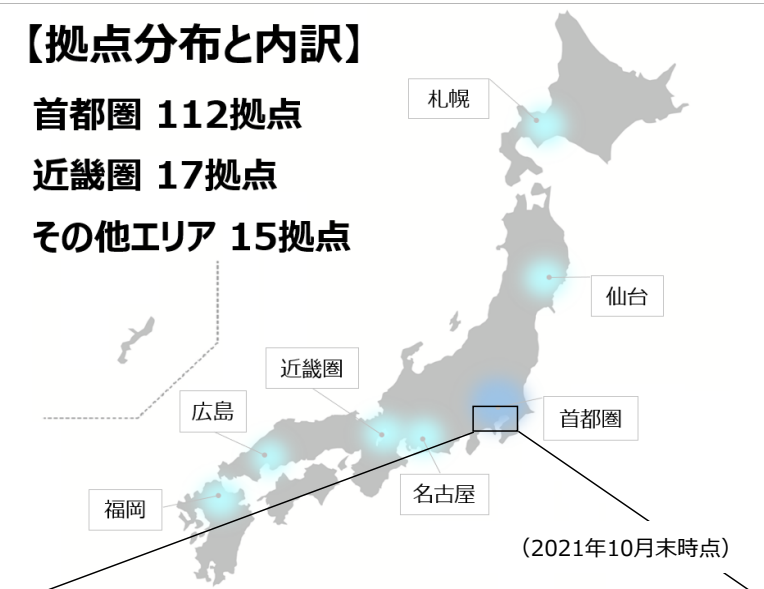 【拠点分布と内訳】
首都圏 112拠点
近畿圏 17拠点
その他エリア 15拠点
札幌
仙台
近畿圏
広島
首都圏
名古屋
福岡
（2021年10月末時点）